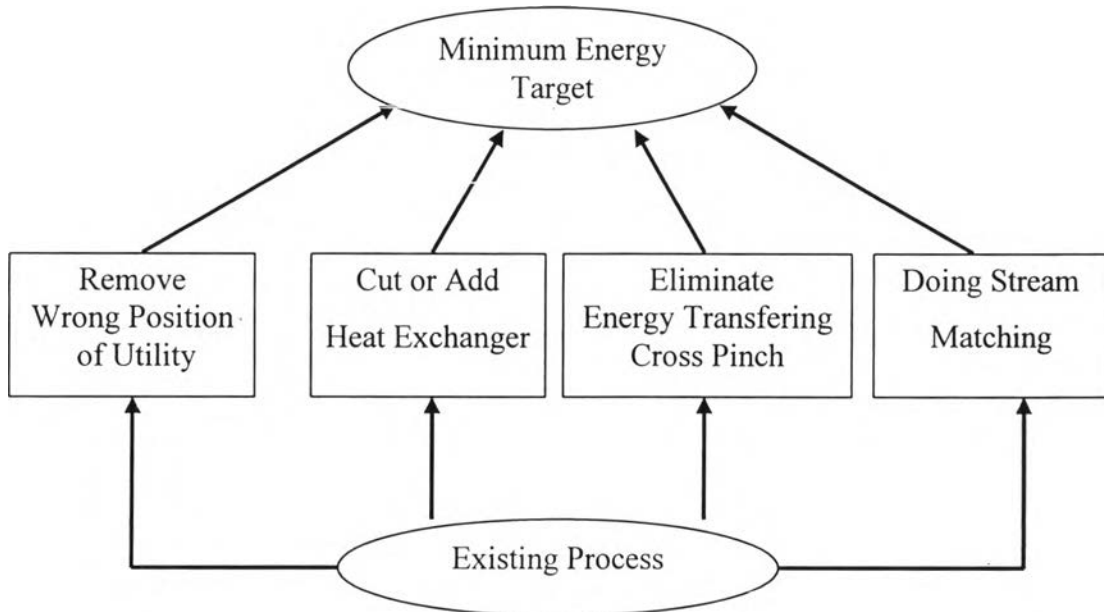 Minimum Energy
Target
Remove
Wrong Position
of Utility
Cut or Add
Heat Exchanger
Eliminate
Energy Transfering
Cross Pinch
Doing Stream
Matching
Existing Process